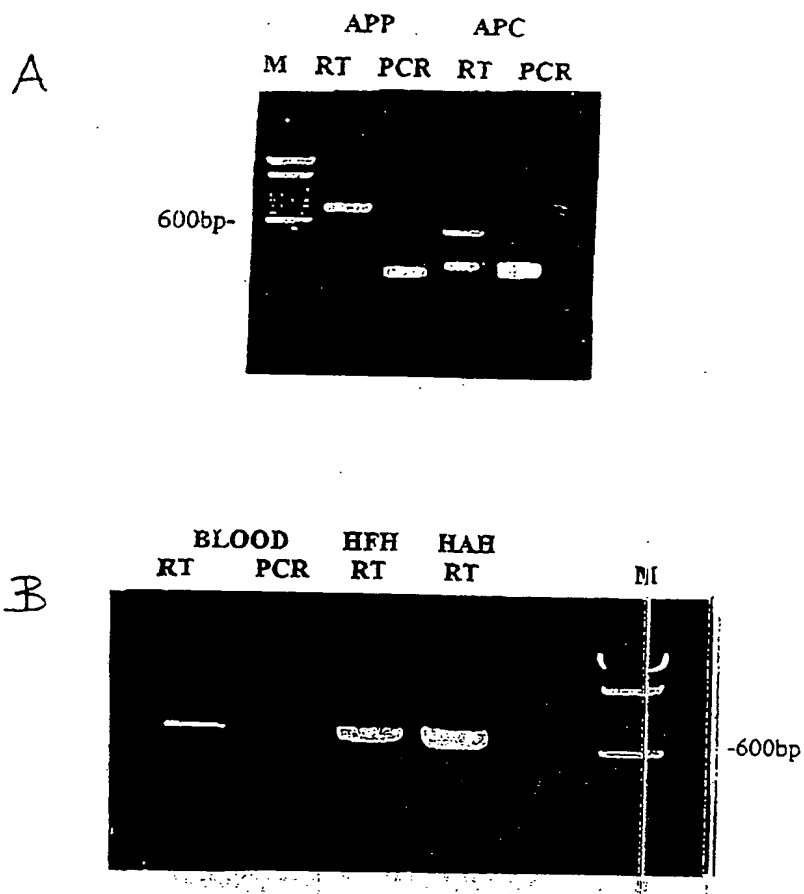 APP APC
A
M RT PCR RT PCR
600bp-
BLOOD HFH HAH
B
RT PCR RT RT M
-600bp